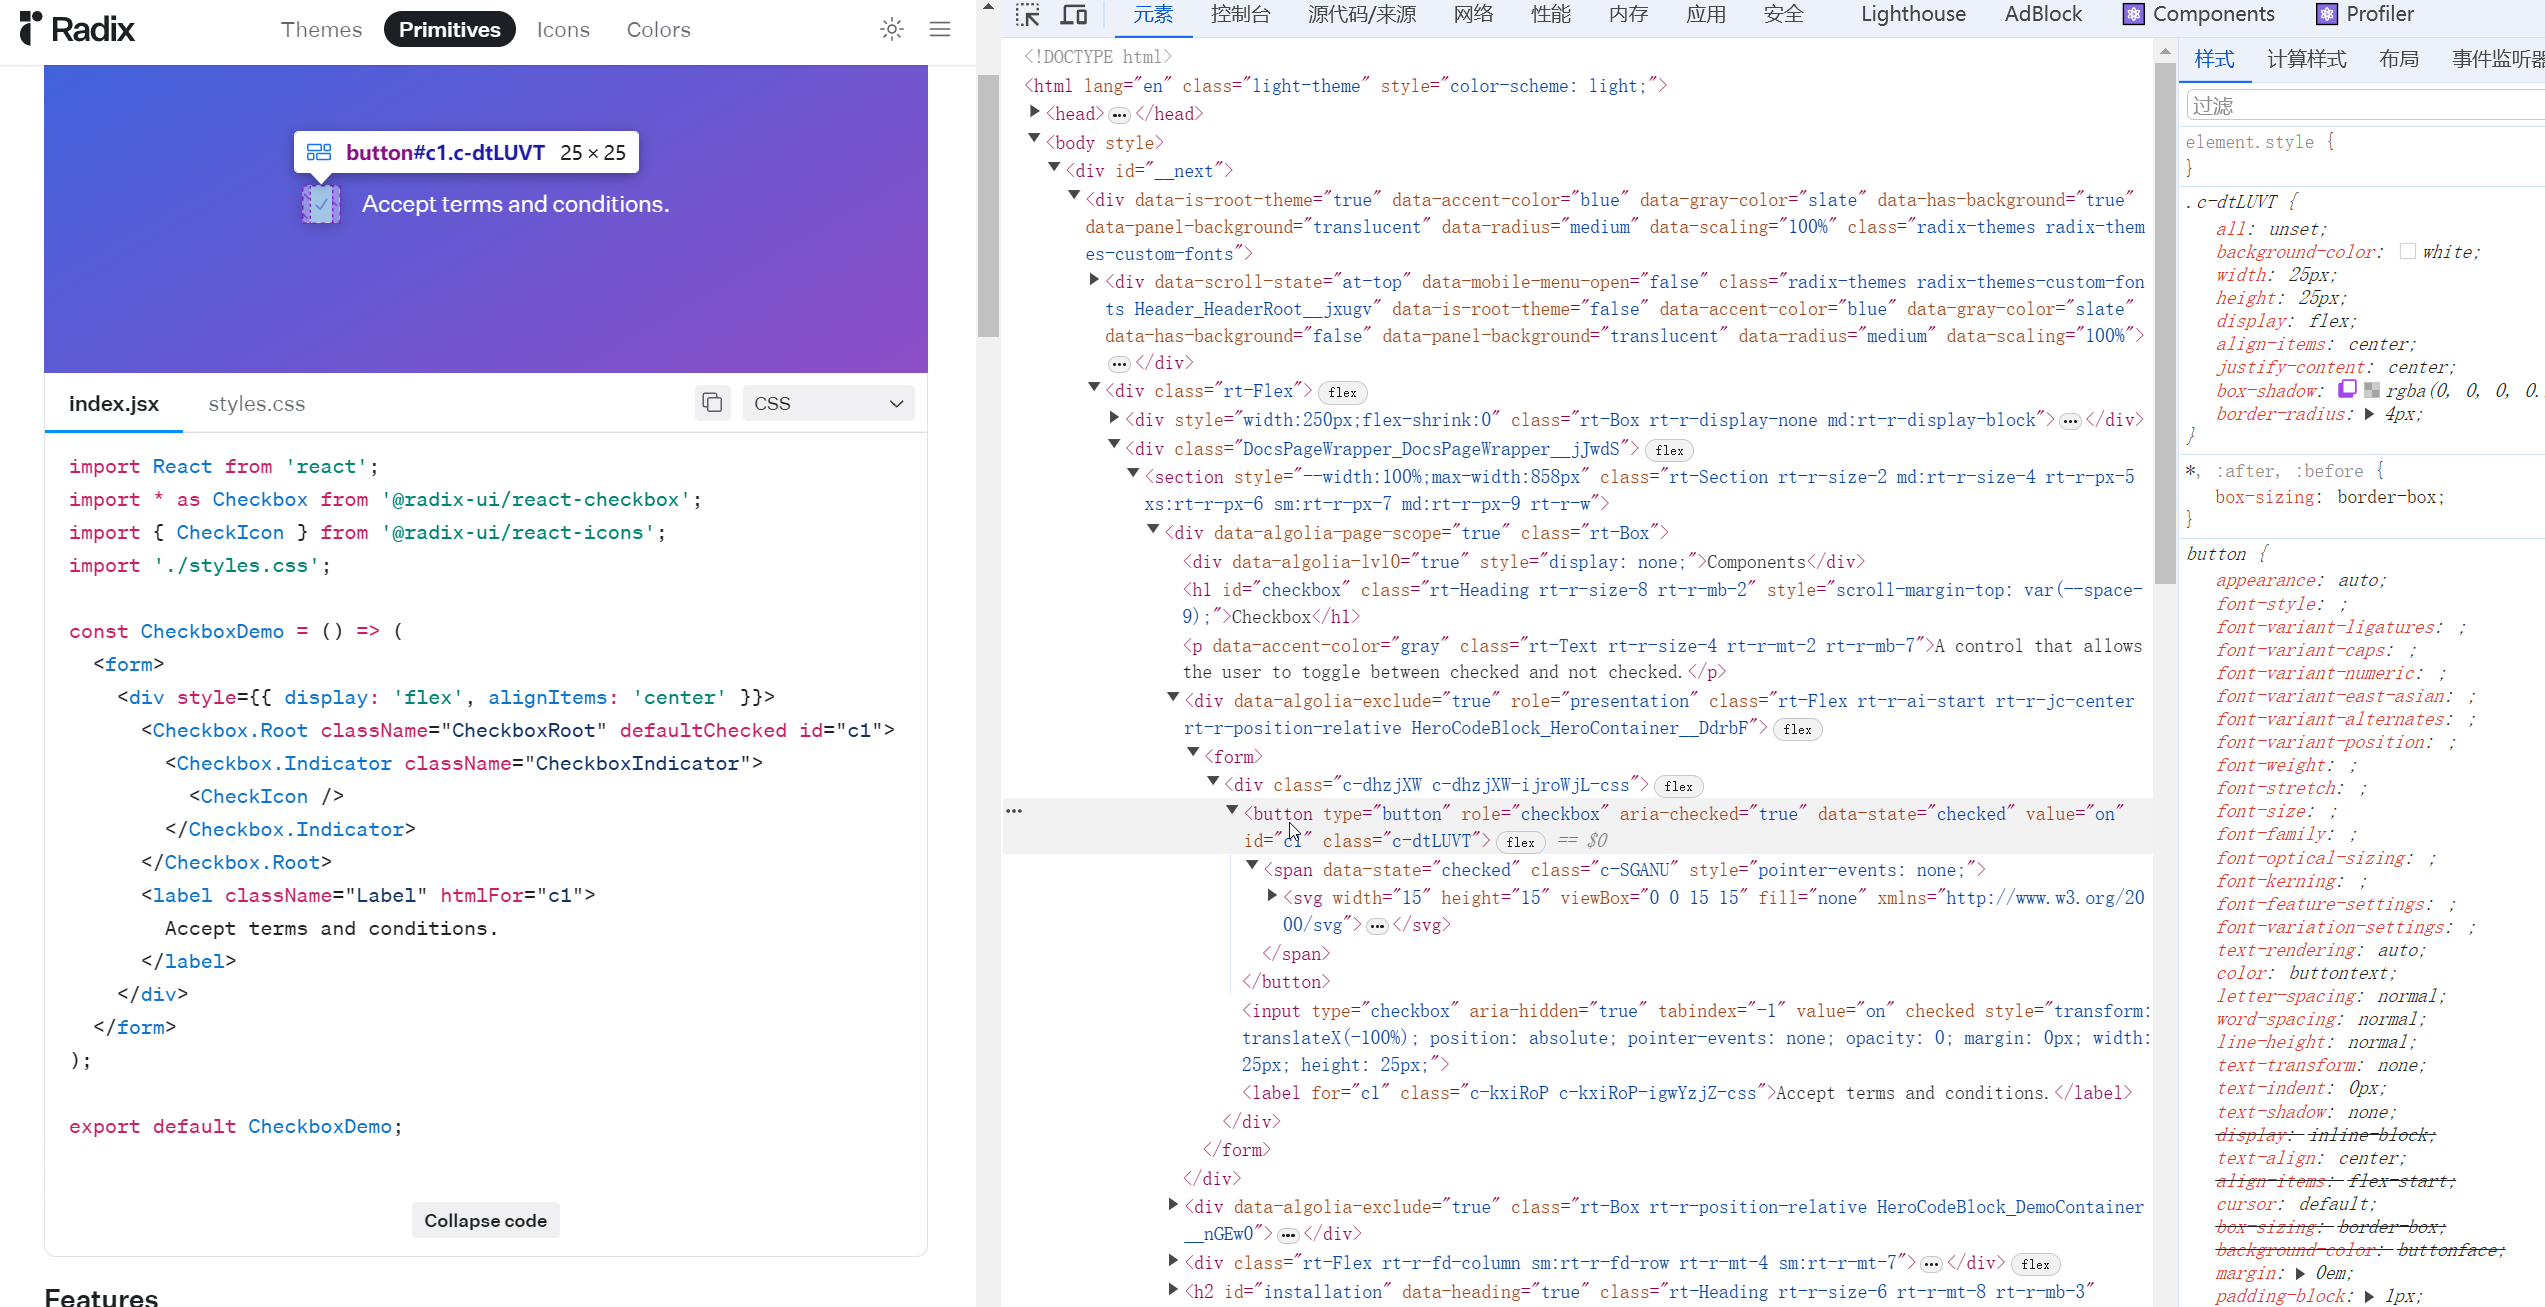 Radix
Themes
Primitives
Icons
Colors
button#c1.c-dtLUVT 25 × 25
Accept terms and conditions.
index.jsx
styles.css
CSS
import React from 'react';
import * as Checkbox from '@radix-ui/react-checkbox';
import { CheckIcon } from '@radix-ui/react-icons';
import './styles.css';
const CheckboxDemo = () => (
<form>
<div style={{ display: 'flex', alignItems: 'center' }}>
<Checkbox.Root className="CheckboxRoot" defaultChecked id="c1">
<Checkbox.Indicator className="CheckboxIndicator">
<CheckIcon />
</Checkbox.Indicator>
</Checkbox.Root>
<label className="Label" htmlFor="c1">
Accept terms and conditions.
</label>
</div>
</form>
);
export default CheckboxDemo;
Collapse code
Features
元素
控制台
源代码/来源
网络
性能
内存
应用
安全
Lighthouse
AdBlock
Components
Profiler
<!DOCTYPE html>
<html lang="en" class="light-theme" style="color-scheme: light;">
<head> ••• </head>
<body style>
<div id="__next">
<div data-is-root-theme="true" data-accent-color="blue" data-gray-color="slate" data-has-background="true"
data-panel-background="translucent" data-radius="medium" data-scaling="100%" class="radix-themes radix-them
es-custom-fonts">
<div data-scroll-state="at-top" data-mobile-menu-open="false" class="radix-themes radix-themes-custom-fon
ts Header_HeaderRoot__jxugv" data-is-root-theme="false" data-accent-color="blue" data-gray-color="slate"
data-has-background="false" data-panel-background="translucent" data-radius="medium" data-scaling="100%">
••• </div>
<div class="rt-Flex"> flex
<div style="width:250px;flex-shrink:0" class="rt-Box rt-r-display-none md:rt-r-display-block"> ••• </div>
<div class="DocsPageWrapper_DocsPageWrapper__jJwdS"> flex
<section style="--width:100%;max-width:858px" class="rt-Section rt-r-size-2 md:rt-r-size-4 rt-r-px-5
xs:rt-r-px-6 sm:rt-r-px-7 md:rt-r-px-9 rt-r-w">
<div data-algolia-page-scope="true" class="rt-Box">
<div data-algolia-lvl0="true" style="display: none;">Components</div>
<h1 id="checkbox" class="rt-Heading rt-r-size-8 rt-r-mb-2" style="scroll-margin-top: var(--space-
9);">Checkbox</h1>
<p data-accent-color="gray" class="rt-Text rt-r-size-4 rt-r-mt-2 rt-r-mb-7">A control that allows
the user to toggle between checked and not checked.</p>
<div data-algolia-exclude="true" role="presentation" class="rt-Flex rt-r-ai-start rt-r-jc-center
rt-r-position-relative HeroCodeBlock_HeroContainer__DdrbF"> flex
<form>
<div class="c-dhzjXW c-dhzjXW-ijroWjL-css"> flex
••• <button type="button" role="checkbox" aria-checked="true" data-state="checked" value="on"
id="c1" class="c-dtLUVT"> flex == $0
<span data-state="checked" class="c-SGANU" style="pointer-events: none;">
<svg width="15" height="15" viewBox="0 0 15 15" fill="none" xmlns="http://www.w3.org/20
00/svg"> ••• </svg>
</span>
</button>
<input type="checkbox" aria-hidden="true" tabindex="-1" value="on" checked style="transform:
translateX(-100%); position: absolute; pointer-events: none; opacity: 0; margin: 0px; width:
25px; height: 25px;">
<label for="c1" class="c-kxiRoP c-kxiRoP-igwYzjZ-css">Accept terms and conditions.</label>
</div>
</form>
</div>
<div data-algolia-exclude="true" class="rt-Box rt-r-position-relative HeroCodeBlock_DemoContainer
__nGEw0"> ••• </div>
<div class="rt-Flex rt-r-fd-column sm:rt-r-fd-row rt-r-mt-4 sm:rt-r-mt-7"> ••• </div> flex
<h2 id="installation" data-heading="true" class="rt-Heading rt-r-size-6 rt-r-mt-8 rt-r-mb-3"
样式
计算样式
布局
事件监听器
过滤
element.style {
}
.c-dtLUVT {
all: unset;
background-color: white;
width: 25px;
height: 25px;
display: flex;
align-items: center;
justify-content: center;
box-shadow: rgba(0, 0, 0, 0.
border-radius: 4px;
}
*, :after, :before {
box-sizing: border-box;
}
button {
appearance: auto;
font-style: ;
font-variant-ligatures: ;
font-variant-caps: ;
font-variant-numeric: ;
font-variant-east-asian: ;
font-variant-alternates: ;
font-variant-position: ;
font-weight: ;
font-stretch: ;
font-size: ;
font-family: ;
font-optical-sizing: ;
font-kerning: ;
font-feature-settings: ;
font-variation-settings: ;
text-rendering: auto;
color: buttontext;
letter-spacing: normal;
word-spacing: normal;
line-height: normal;
text-transform: none;
text-indent: 0px;
text-shadow: none;
display: inline-block;
text-align: center;
align-items: flex-start;
cursor: default;
box-sizing: border-box;
background-color: buttonface;
margin: 0em;
padding-block: 1px;